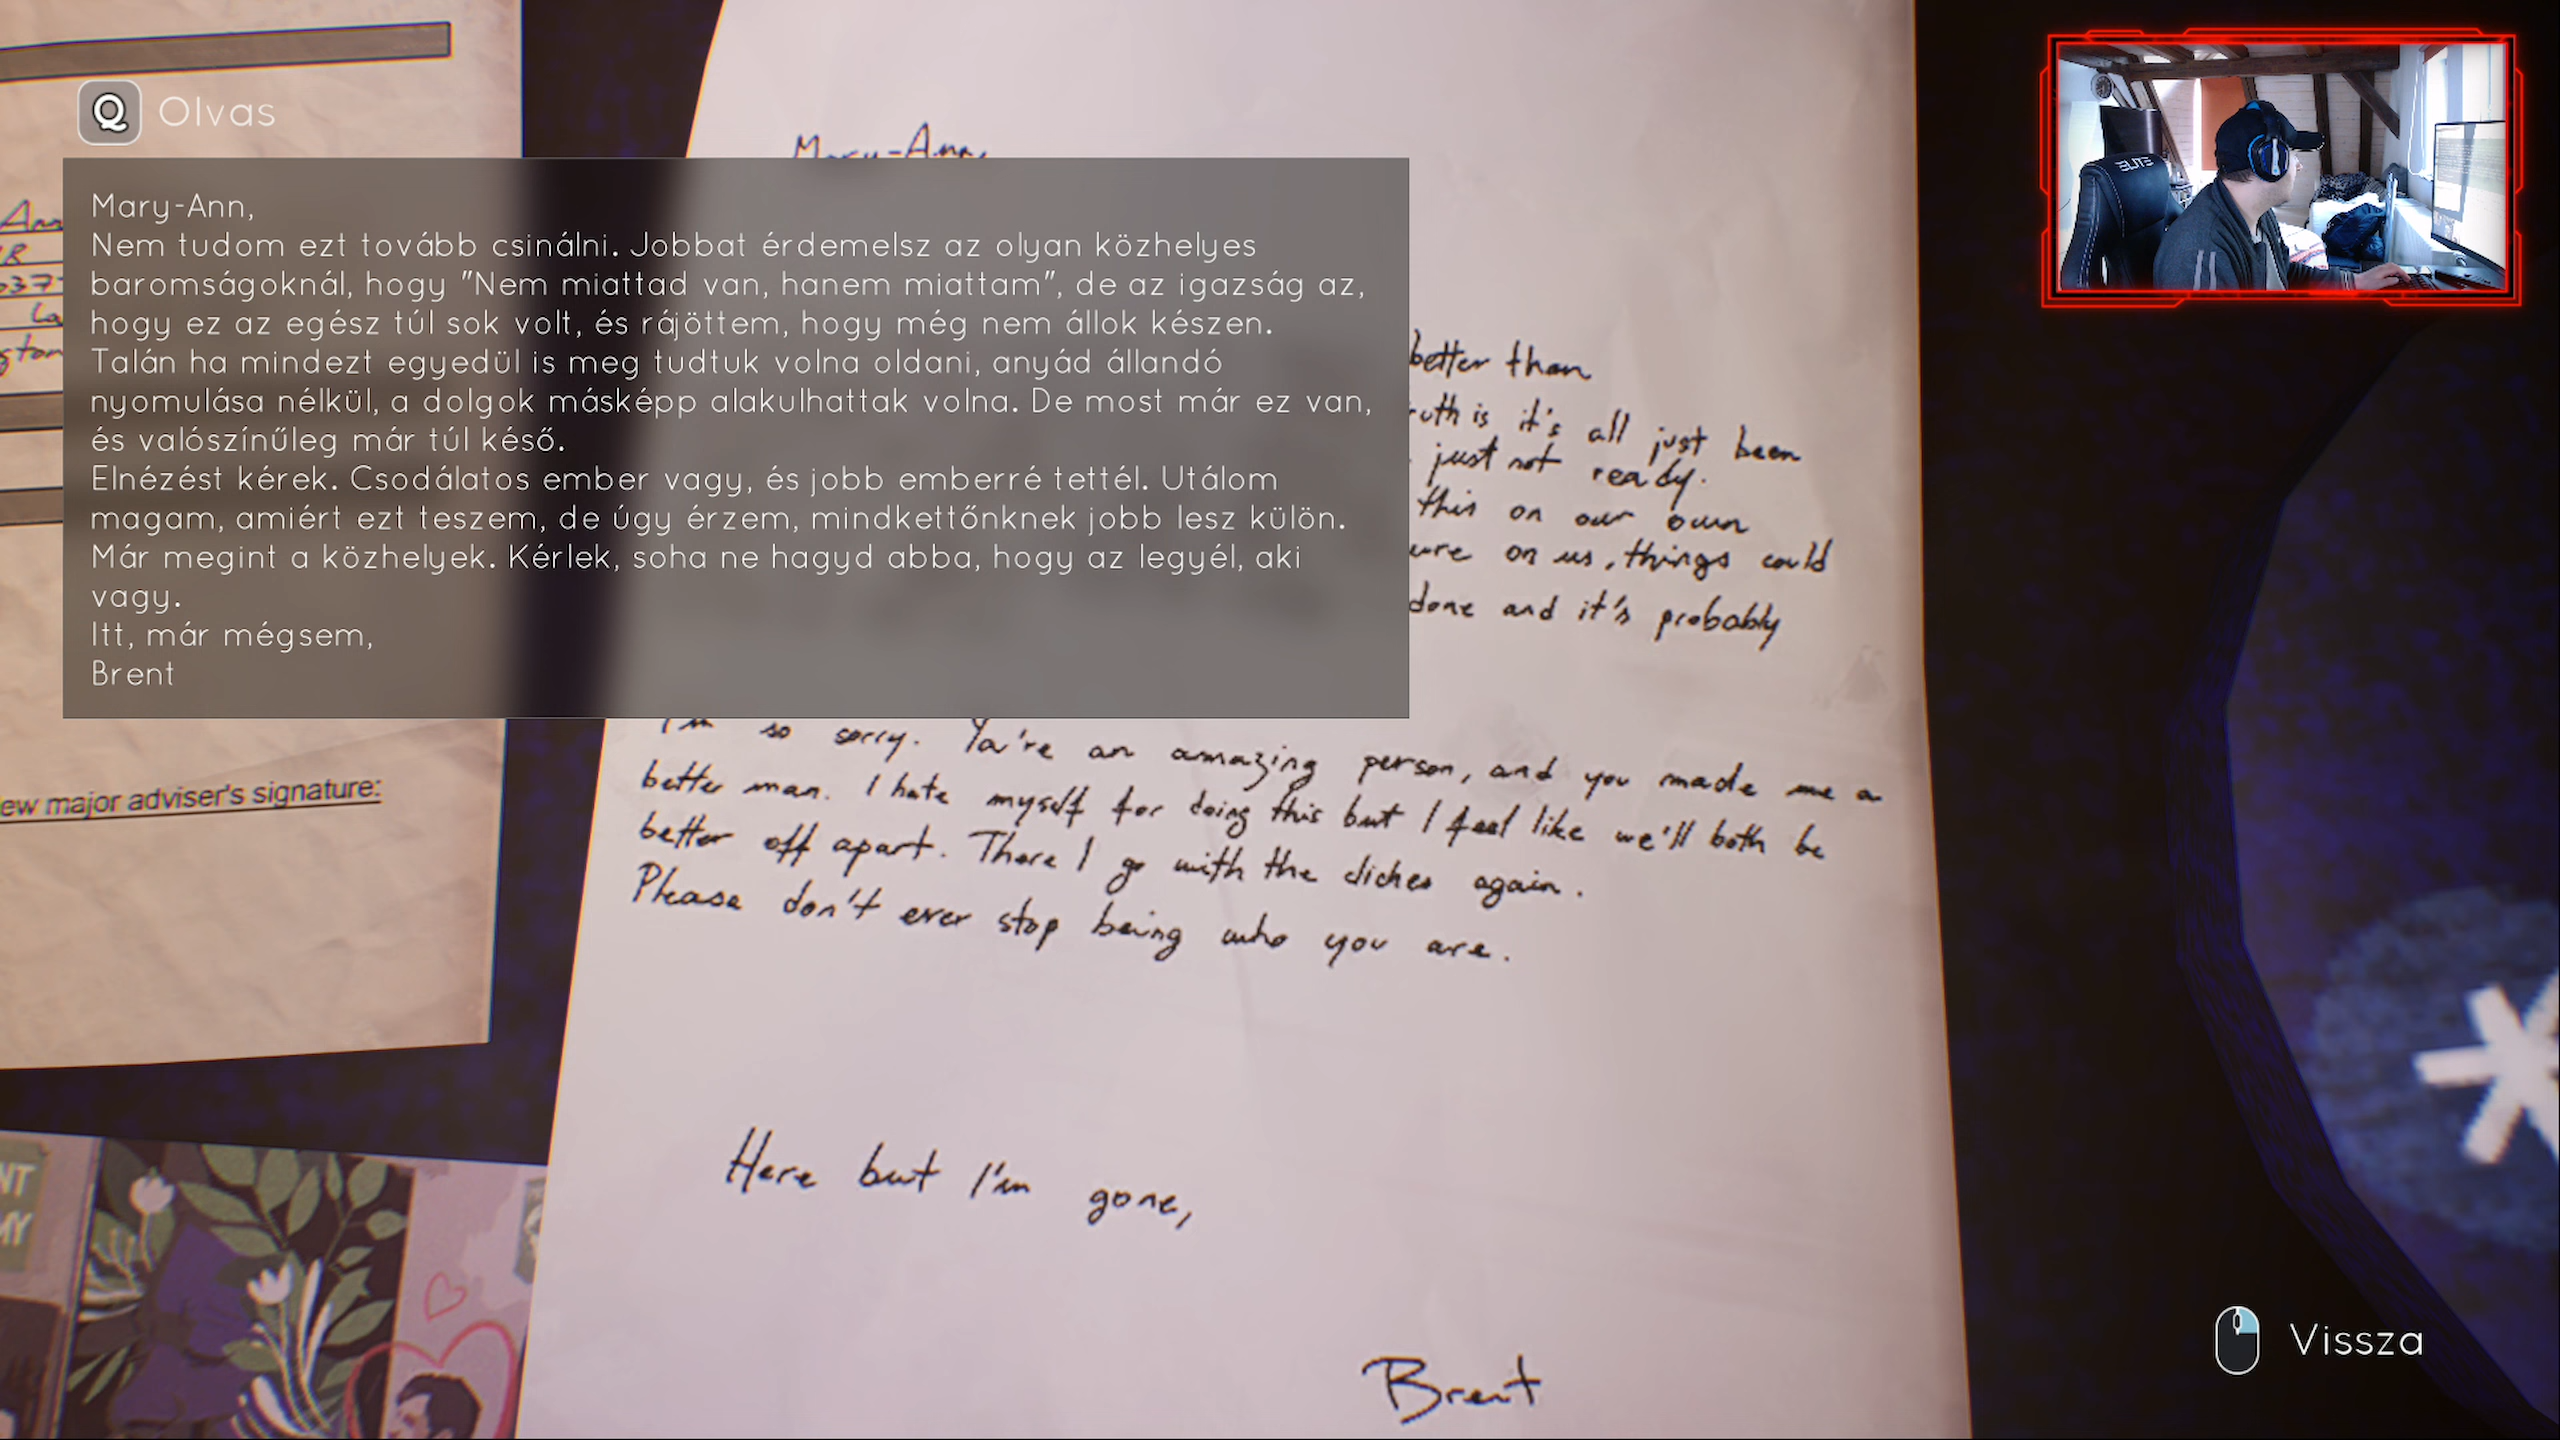 Q Olvas
Mary-Ann,
Nem tudom ezt tovább csinálni. Jobbat érdemelsz az olyan közhelyes
baromságoknál, hogy "Nem miattad van, hanem miattam", de az igazság az,
hogy ez az egész túl sok volt, és rájöttem, hogy még nem állok készen.
Talán ha mindezt egyedül is meg tudtuk volna oldani, anyád állandó
nyomulása nélkül, a dolgok másképp alakulhattak volna. De most már ez van,
és valószínűleg már túl késő.
Elnézést kérek. Csodálatos ember vagy, és jobb emberré tettél. Utálom
magam, amiért ezt teszem, de úgy érzem, mindkettőnknek jobb lesz külön.
Már megint a közhelyek. Kérlek, soha ne hagyd abba, hogy az legyél, aki
vagy.
Itt, már mégsem,
Brent
Mary-Ann,
better than
ruth is it's all just been
just not ready.
this on our own
ure on us, things could
done and it's probably
I'm so sorry. You're an amazing person, and you made me a
better man. I hate myself for doing this but I feel like we'll both be
better off apart. There I go with the cliches again.
Please don't ever stop being who you are.
Here but I'm gone,
Brent
ew major adviser's signature:
ELITE
Vissza